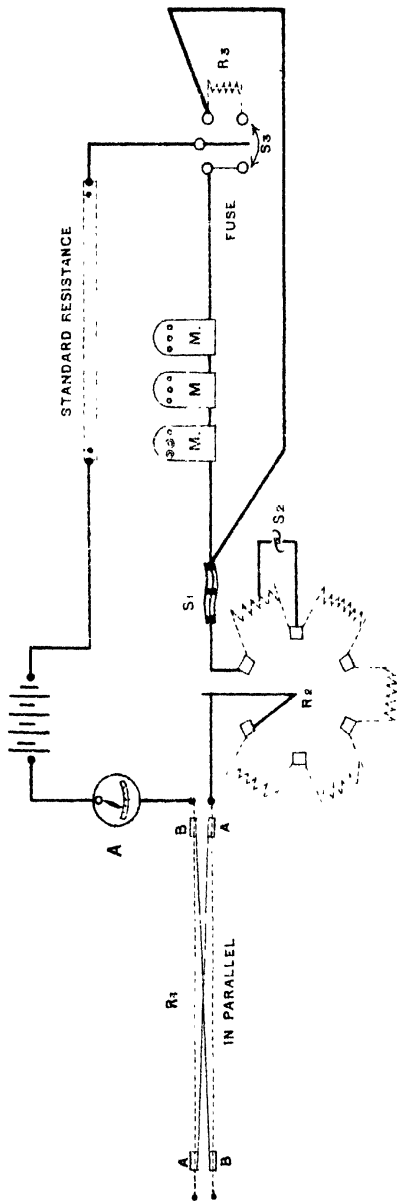 STANDARD RESISTANCE
A
R3
S3
FUSE
M.
M
M.
S1
S2
R2
B
A
R1
IN PARALLEL
A
B